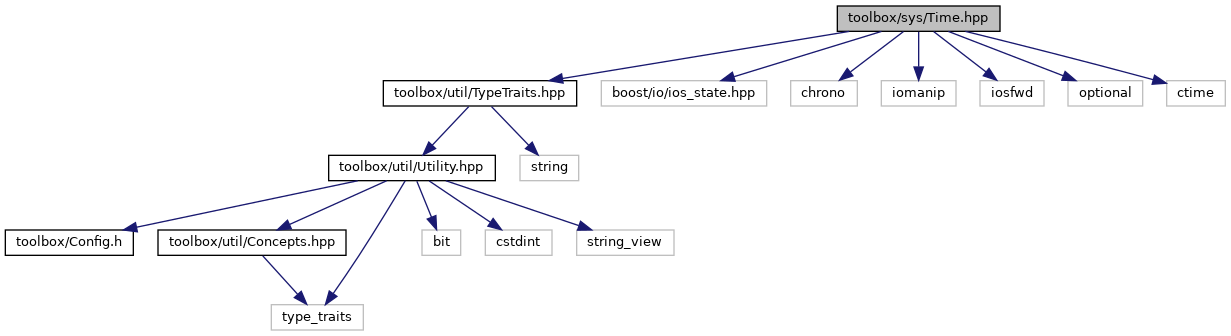 toolbox/sys/Time.hpp
toolbox/util/TypeTraits.hpp
boost/io/ios_state.hpp
chrono
iomanip
iosfwd
optional
ctime
toolbox/util/Utility.hpp
string
toolbox/Config.h
toolbox/util/Concepts.hpp
bit
cstdint
string_view
type_traits